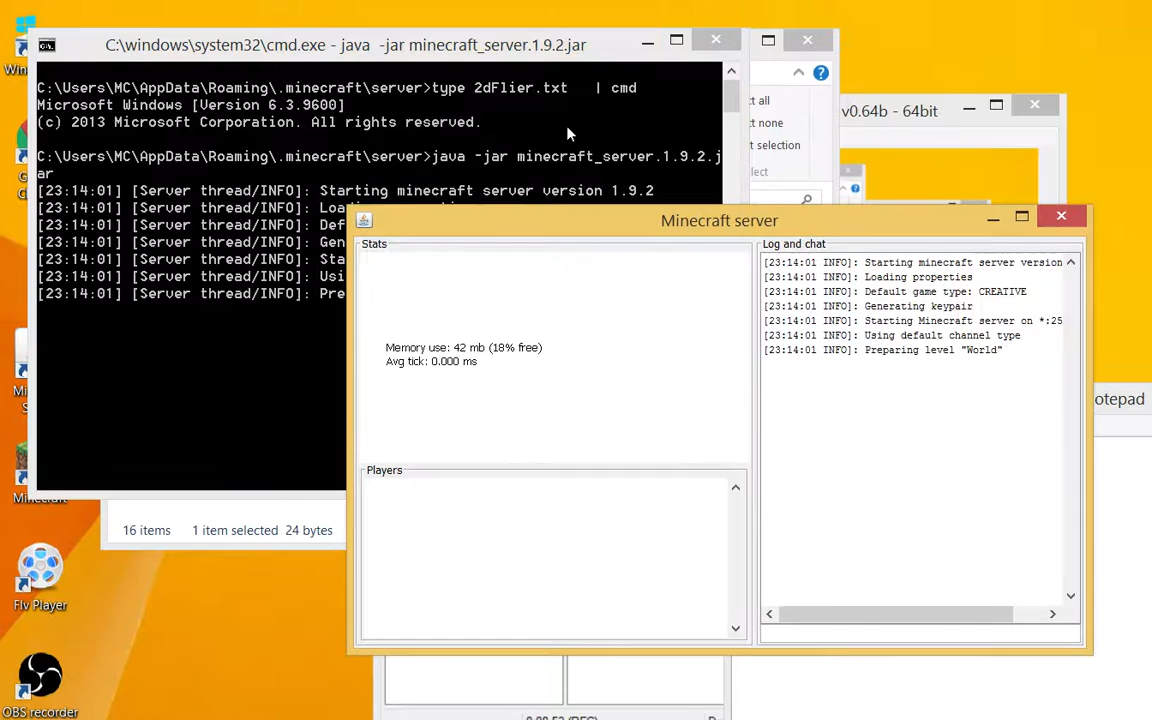 C:\windows\system32\cmd.exe - java  -jar minecraft_server.1.9.2.jar
C:\Users\MC\AppData\Roaming\.minecraft\server>type 2dFlier.txt   | cmd
Microsoft Windows [Version 6.3.9600]
(c) 2013 Microsoft Corporation. All rights reserved.
C:\Users\MC\AppData\Roaming\.minecraft\server>java -jar minecraft_server.1.9.2.j
ar
[23:14:01] [Server thread/INFO]: Starting minecraft server version 1.9.2
[23:14:01] [Server thread/INFO]: Loa
[23:14:01] [Server thread/INFO]: Def
[23:14:01] [Server thread/INFO]: Gen
[23:14:01] [Server thread/INFO]: Sta
[23:14:01] [Server thread/INFO]: Usi
[23:14:01] [Server thread/INFO]: Pre
ct all
ct none
t selection
lect
v0.64b - 64bit
Minecraft server
Stats
Memory use: 42 mb (18% free)
Avg tick: 0.000 ms
Players
Log and chat
[23:14:01 INFO]: Starting minecraft server version
[23:14:01 INFO]: Loading properties
[23:14:01 INFO]: Default game type: CREATIVE
[23:14:01 INFO]: Generating keypair
[23:14:01 INFO]: Starting Minecraft server on *:25
[23:14:01 INFO]: Using default channel type
[23:14:01 INFO]: Preparing level "World"
otepad
16 items
1 item selected
24 bytes
Win
Minecraft
Flv Player
OBS recorder